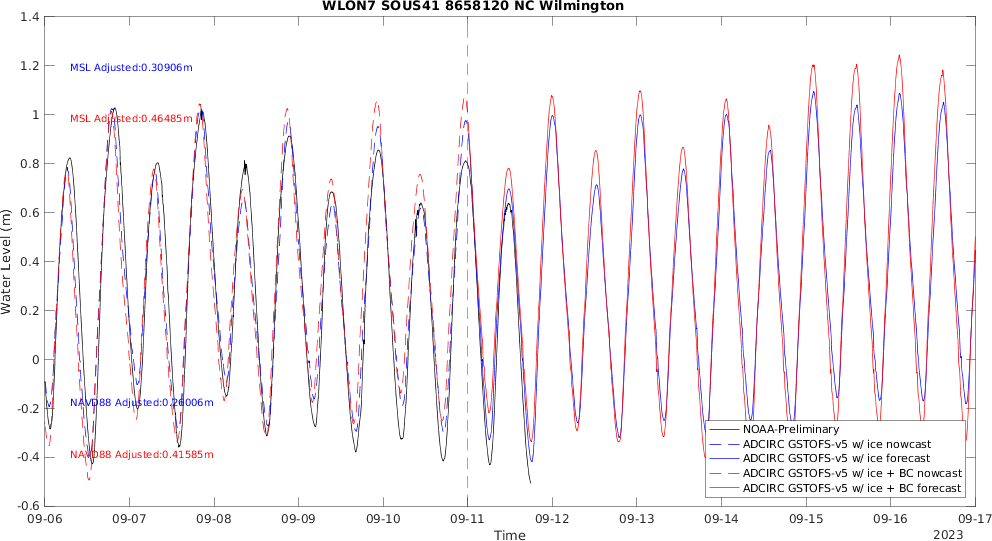 WLON7 SOUS41 8658120 NC Wilmington
1.4
1.2
1
0.8
0.6
0.4
0.2
0
-0.2
-0.4
-0.6
Water Level (m)
MSL Adjusted:0.30906m
MSL Adjusted:0.46485m
NAVD88 Adjusted:0.26006m
NAVD88 Adjusted:0.41585m
NOAA-Preliminary
ADCIRC GSTOFS-v5 w/ ice nowcast
ADCIRC GSTOFS-v5 w/ ice forecast
ADCIRC GSTOFS-v5 w/ ice + BC nowcast
ADCIRC GSTOFS-v5 w/ ice + BC forecast
09-06 09-07 09-08 09-09 09-10 09-11 09-12 09-13 09-14 09-15 09-16 09-17
Time
2023